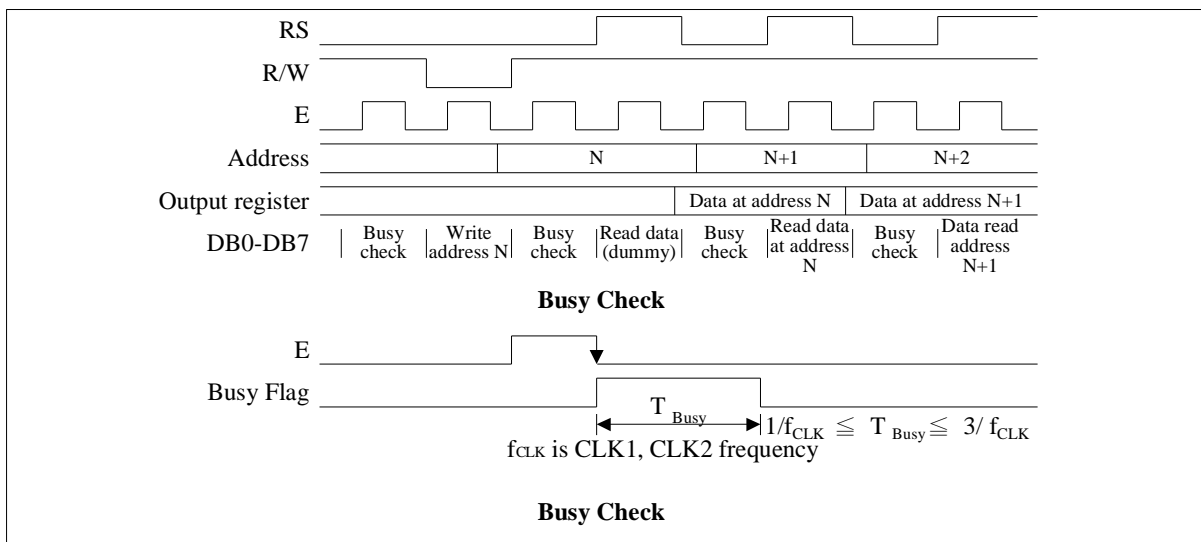 RS
R/W
E
Address N N+1 N+2
Output register Data at address N Data at address N+1
DB0-DB7 Busy check Write address N Busy check Read data (dummy) Busy check Read data at address N Busy check Data read address N+1
Busy Check
E
Busy Flag
T Busy 1/fCLK ≦ T Busy ≦ 3/ fCLK
fCLK is CLK1, CLK2 frequency
Busy Check